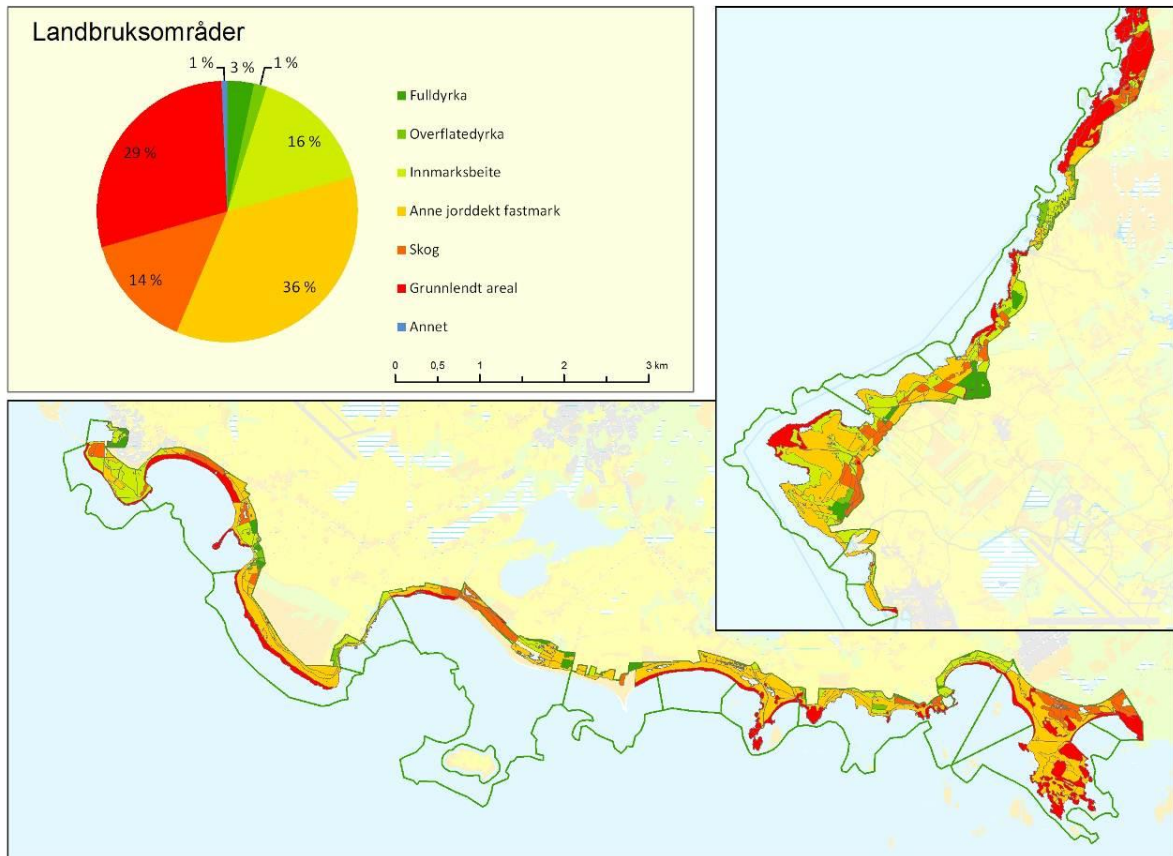 Landbruksområder
1 %
3 %
1 %
16 %
36 %
14 %
29 %
Fulldyrka
Overflatedyrka
Innmarksbeite
Anne jorddekt fastmark
Skog
Grunnlendt areal
Annet
0 0,5 1 2 3 km